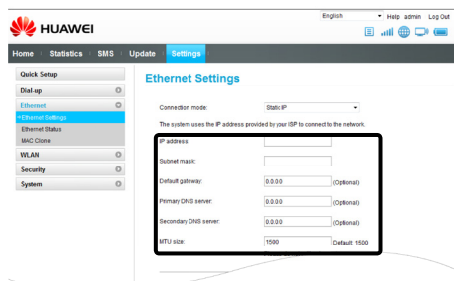 English Help admin Log Out
HUAWEI
Home Statistics SMS Update Settings
Quick Setup
Dial-up
Ethernet
Ethernet Settings
Ethernet Status
MAC Clone
WLAN
Security
System
Ethernet Settings
Connection mode: Static IP
The system uses the IP address provided by your ISP to connect to the network.
IP address
Subnet mask:
Default gateway: 0.0.0.0 (Optional)
Primary DNS server: 0.0.0.0 (Optional)
Secondary DNS server: 0.0.0.0 (Optional)
MTU size: 1500 Default: 1500